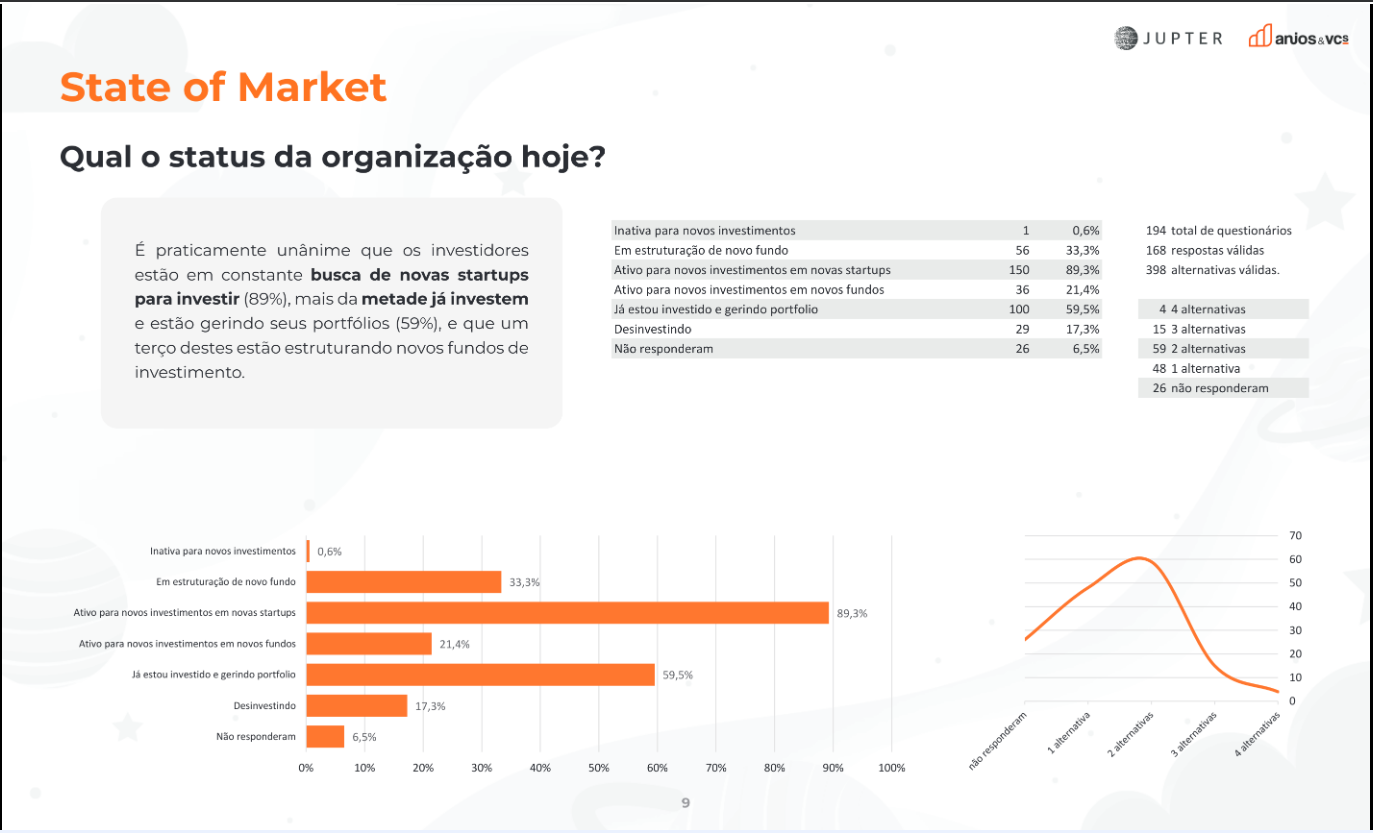 JUPTER
anjos&vcs
State of Market
Qual o status da organização hoje?
É praticamente unânime que os investidores
estão em constante busca de novas startups
para investir (89%), mais da metade já investem
e estão gerindo seus portfólios (59%), e que um
terço destes estão estruturando novos fundos de
investimento.
Inativa para novos investimentos 1 0,6%
Em estruturação de novo fundo 56 33,3%
Ativo para novos investimentos em novas startups 150 89,3%
Ativo para novos investimentos em novos fundos 36 21,4%
Já estou investido e gerindo portfolio 100 59,5%
Desinvestindo 29 17,3%
Não responderam 26 6,5%
194 total de questionários
168 respostas válidas
398 alternativas válidas.
4 4 alternativas
15 3 alternativas
59 2 alternativas
48 1 alternativa
26 não responderam
Inativa para novos investimentos 0,6%
Em estruturação de novo fundo 33,3%
Ativo para novos investimentos em novas startups 89,3%
Ativo para novos investimentos em novos fundos 21,4%
Já estou investido e gerindo portfolio 59,5%
Desinvestindo 17,3%
Não responderam 6,5%
0% 10% 20% 30% 40% 50% 60% 70% 80% 90% 100%
70
60
50
40
30
20
10
0
não responderam
1 alternativa
2 alternativas
3 alternativas
4 alternativas
9